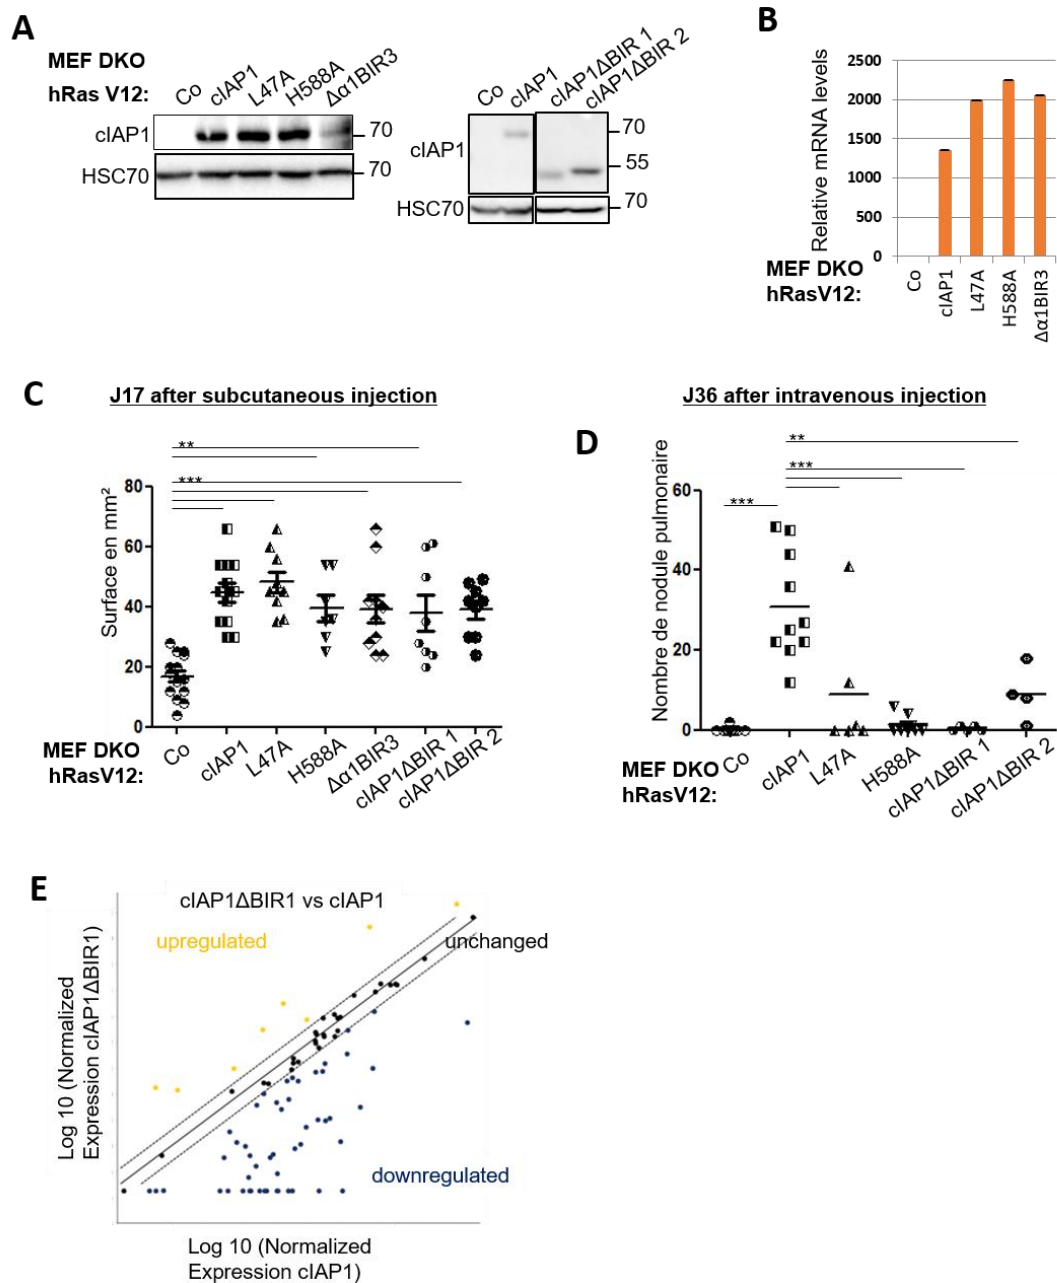 A
MEF DKO
hRas V12:
Co
cIAP1
L47A
H588A
Δα1BIR3
cIAP1
70
HSC70
70
Co
cIAP1
cIAP1ΔBIR 1
cIAP1ΔBIR 2
cIAP1
70
55
HSC70
70
B
Relative mRNA levels
2500
2000
1500
1000
500
0
MEF DKO
hRasV12:
Co
cIAP1
L47A
H588A
Δα1BIR3
C
J17 after subcutaneous injection
**
***
Surface en mm²
80
60
40
20
0
MEF DKO
hRasV12:
Co
cIAP1
L47A
H588A
Δα1BIR3
cIAP1ΔBIR 1
cIAP1ΔBIR 2
J36 after intravenous injection
D
**
***
***
Nombre de nodule pulmonaire
60
40
20
0
MEF DKO
hRasV12:
Co
cIAP1
L47A
H588A
cIAP1ΔBIR 1
cIAP1ΔBIR 2
E
cIAP1ΔBIR1 vs cIAP1
upregulated
unchanged
downregulated
Log 10 (Normalized
Expression cIAP1ΔBIR1)
Log 10 (Normalized
Expression cIAP1)